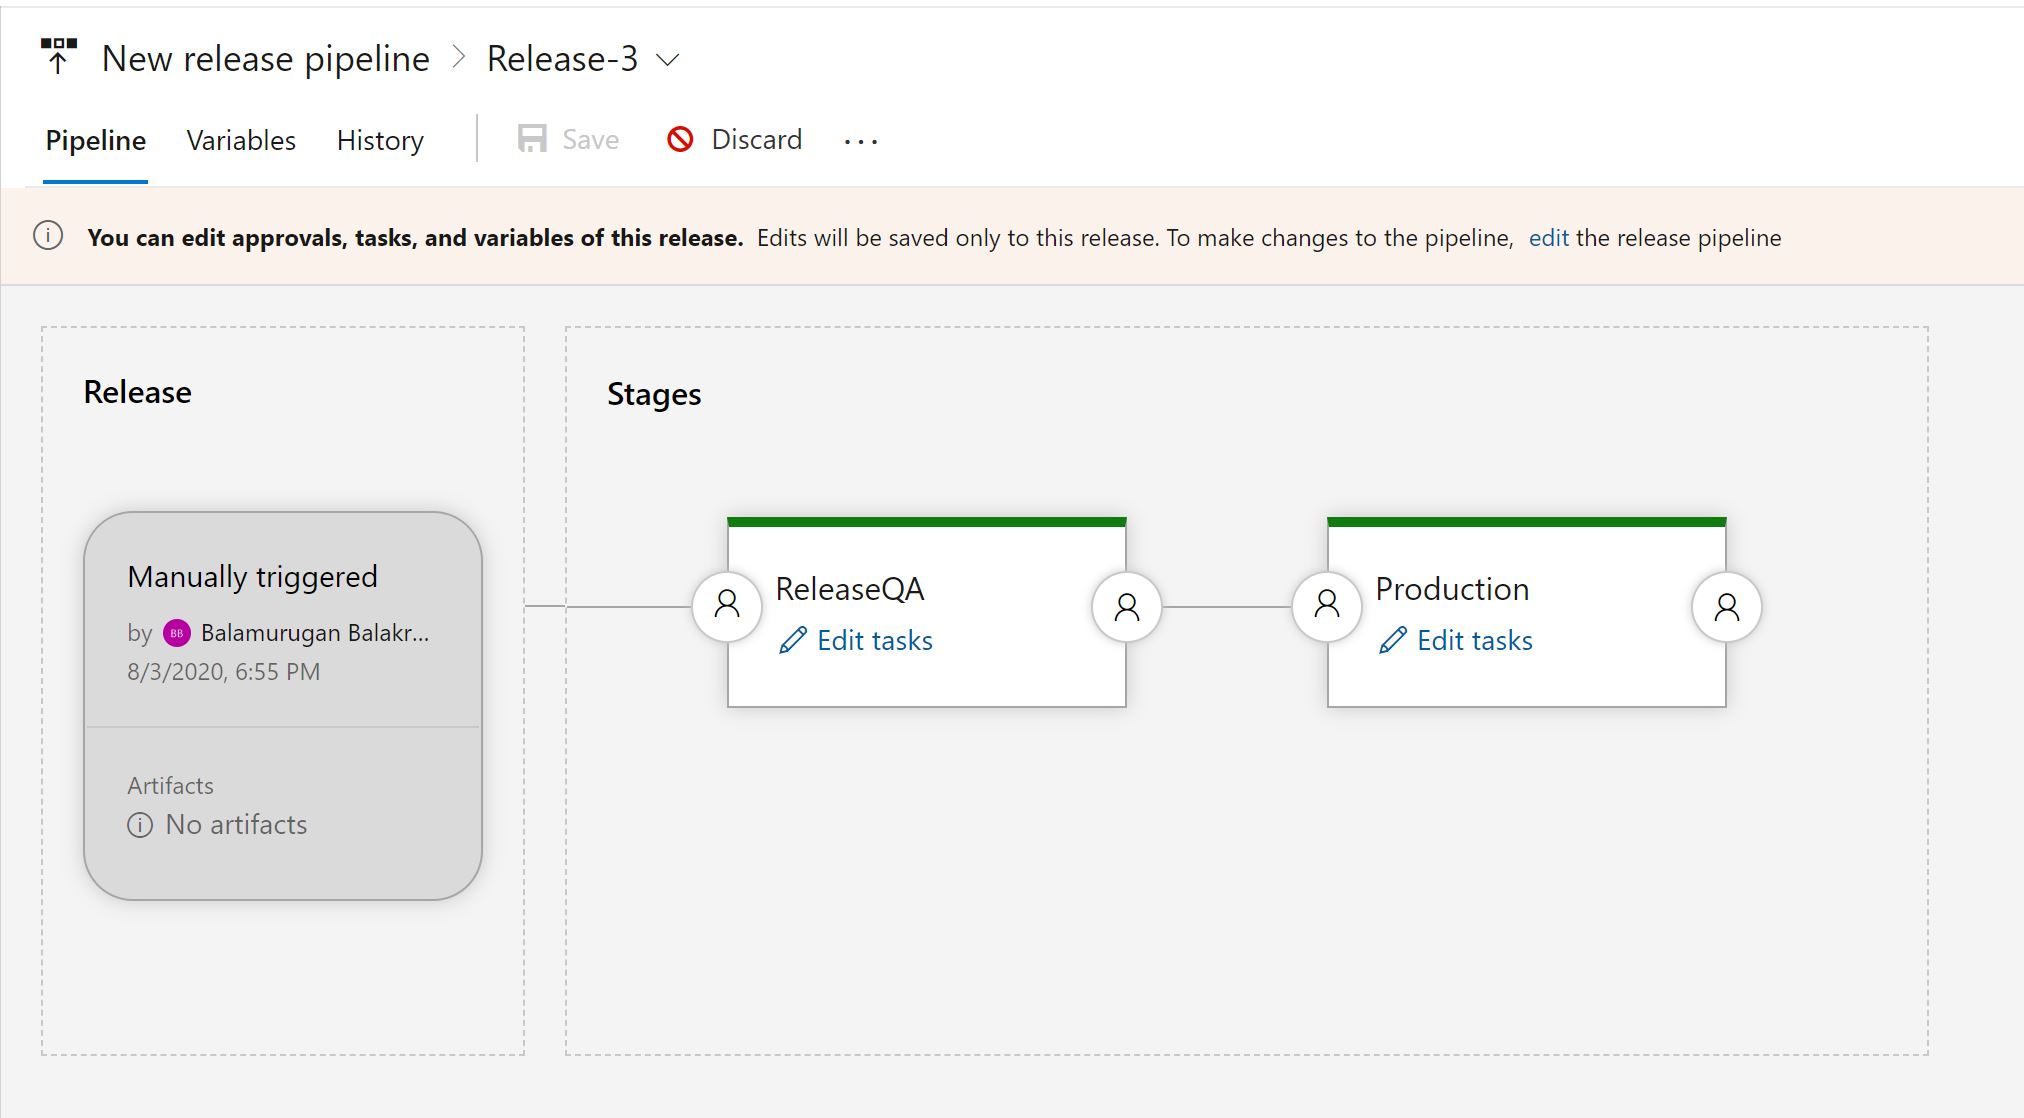 New release pipeline > Release-3
Pipeline Variables History Save Discard ...
You can edit approvals, tasks, and variables of this release. Edits will be saved only to this release. To make changes to the pipeline, edit the release pipeline
Release
Stages
Manually triggered
by BB Balamurugan Balakr...
8/3/2020, 6:55 PM
Artifacts
No artifacts
ReleaseQA
Edit tasks
Production
Edit tasks